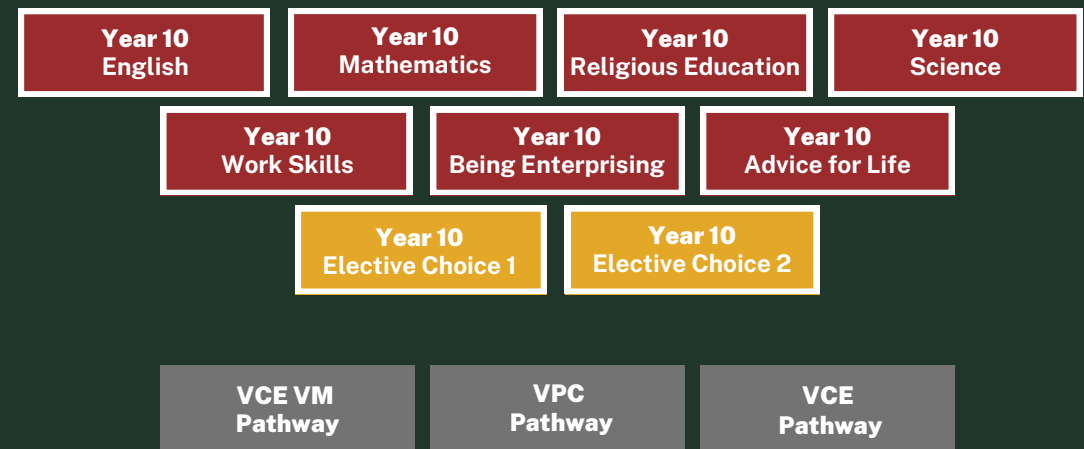 Year 10
English
Year 10
Mathematics
Year 10
Religious Education
Year 10
Science
Year 10
Work Skills
Year 10
Being Enterprising
Year 10
Advice for Life
Year 10
Elective Choice 1
Year 10
Elective Choice 2
VCE VM
Pathway
VPC
Pathway
VCE
Pathway